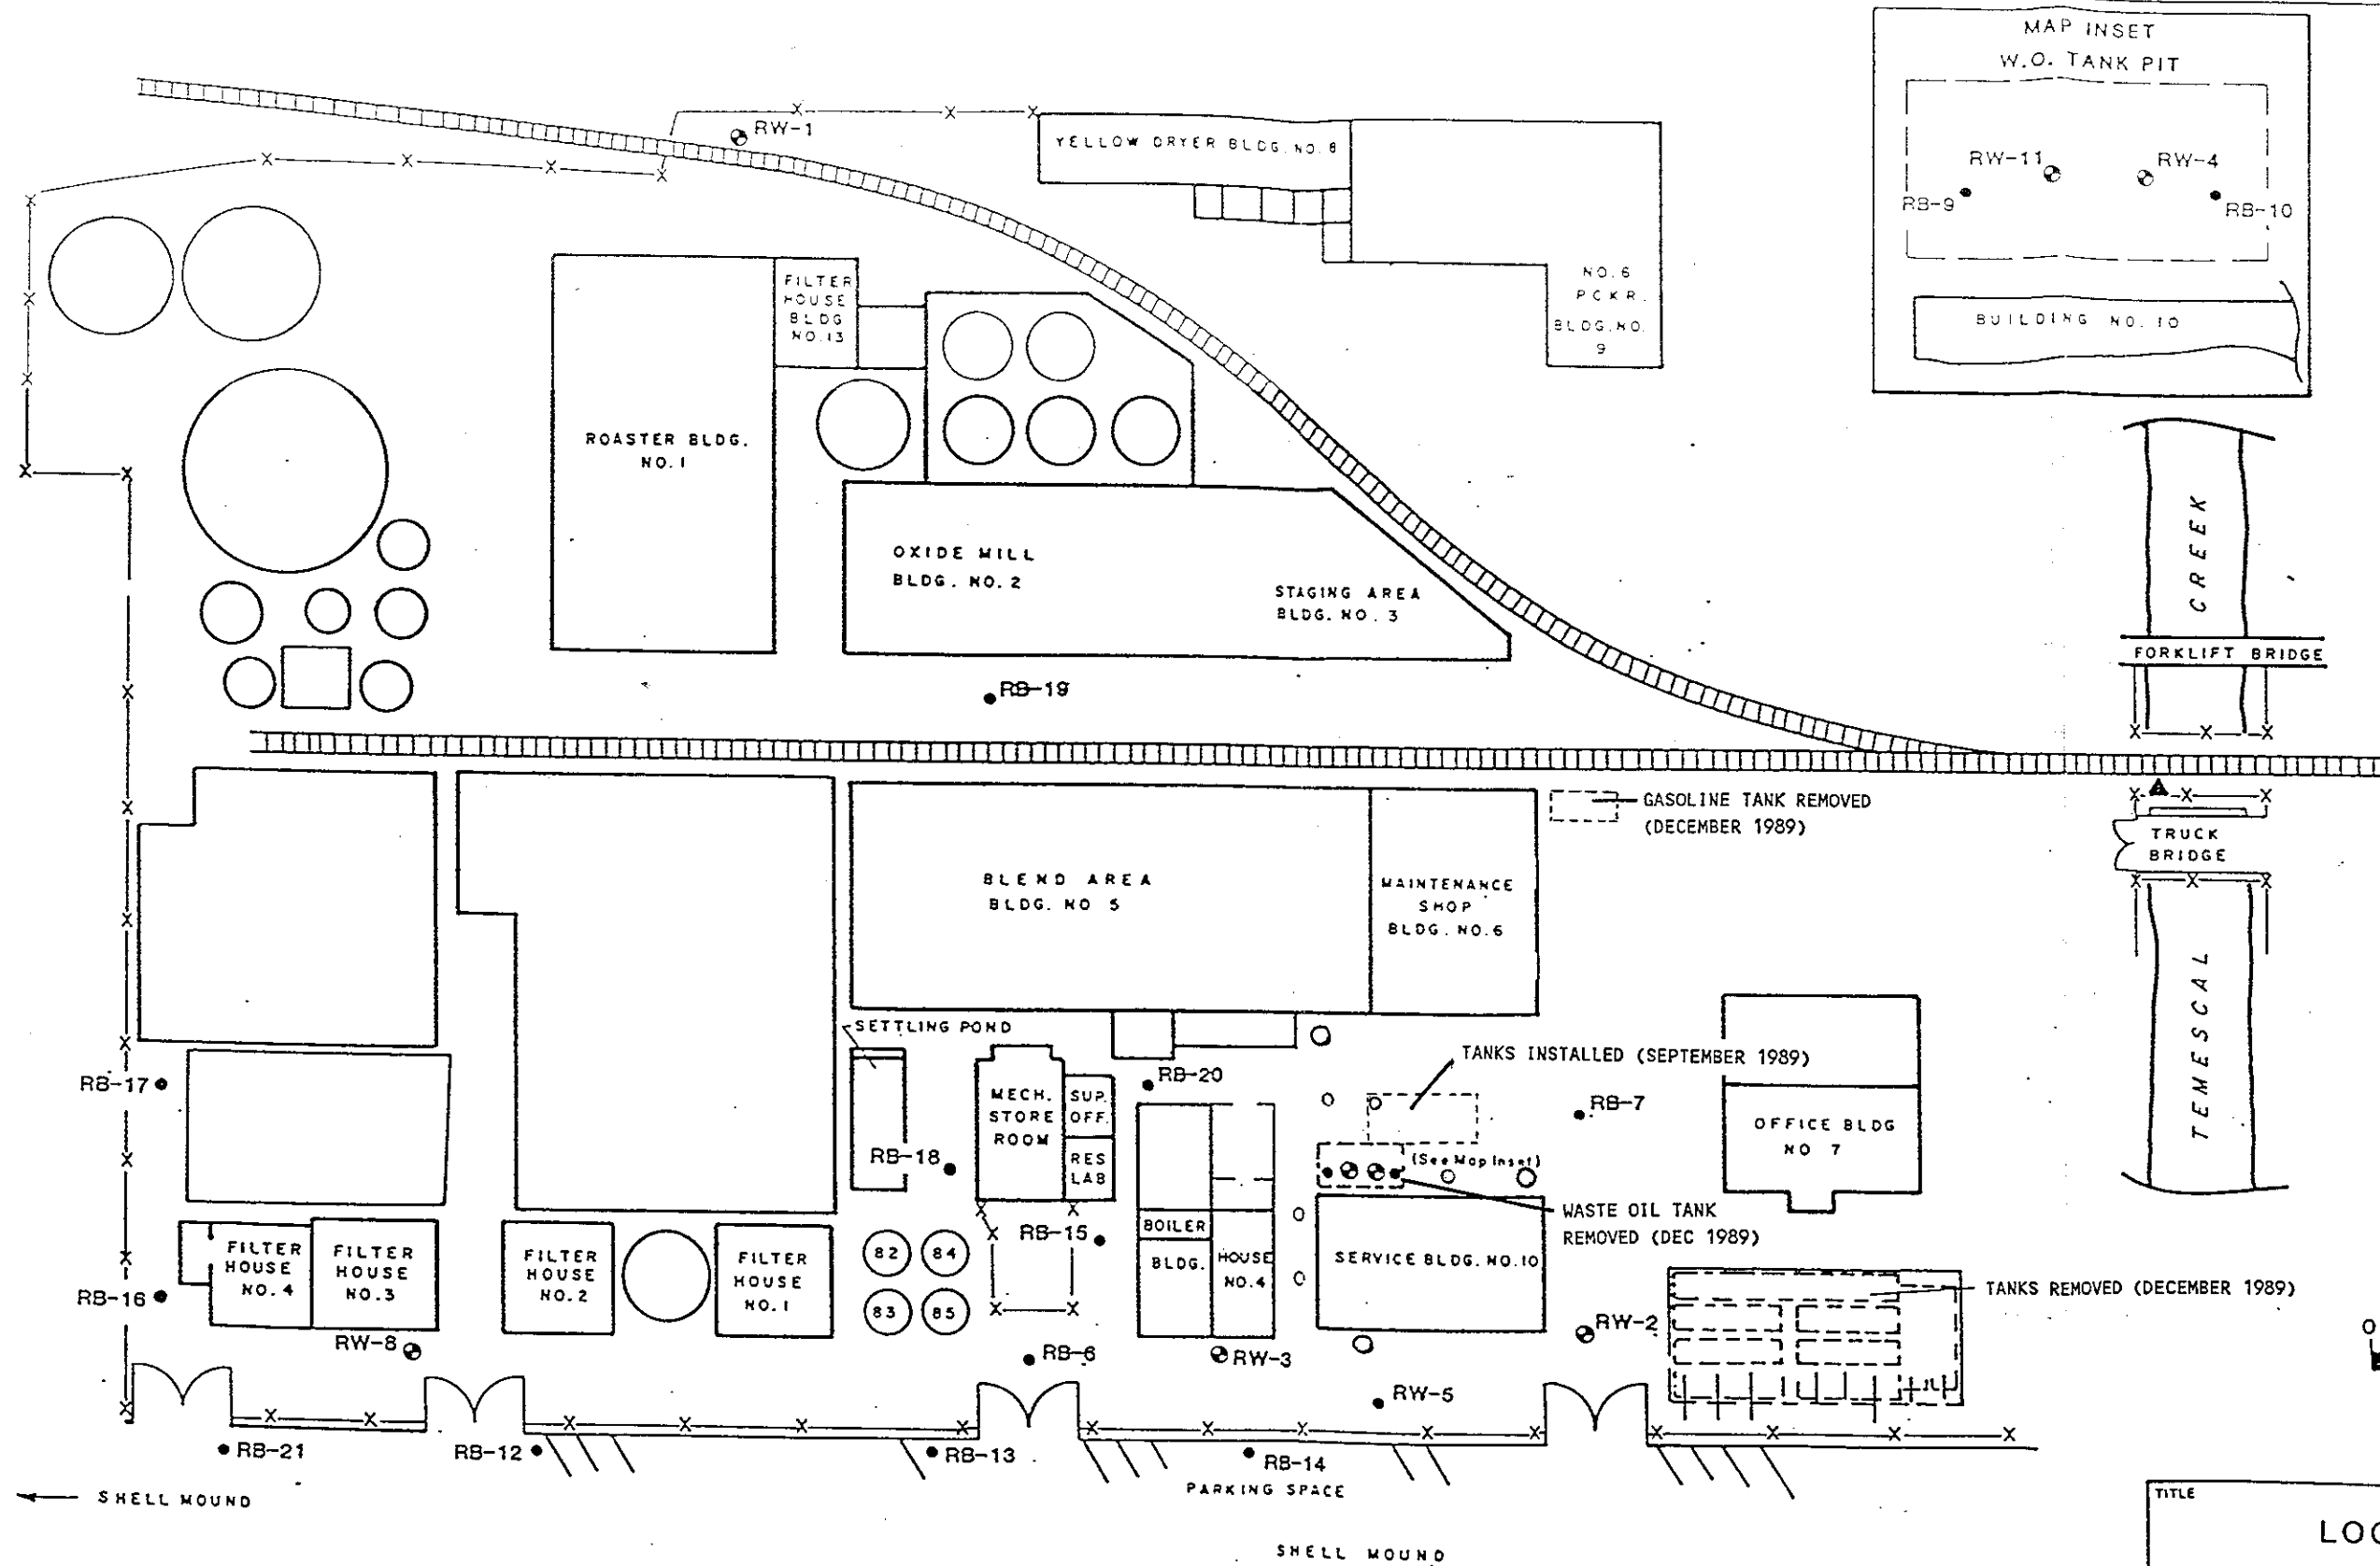 MAP INSET
W.O. TANK PIT
RW-11
RW-4
RB-9
RB-10
BUILDING NO. 10
RW-1
YELLOW DRYER BLDG. NO. 8
NO. 6
PCKR.
BLDG. NO.
9
FILTER
HOUSE
BLDG
NO. 13
ROASTER BLDG.
NO. 1
OXIDE MILL
BLDG. NO. 2
STAGING AREA
BLDG. NO. 3
CREEK
FORKLIFT BRIDGE
RB-19
GASOLINE TANK REMOVED
(DECEMBER 1989)
TRUCK
BRIDGE
BLEND AREA
BLDG. NO 5
MAINTENANCE
SHOP
BLDG. NO. 6
TEMESCAL
SETTLING POND
TANKS INSTALLED (SEPTEMBER 1989)
RB-17
RB-20
MECH.
STORE
ROOM
SUP.
OFF.
RES
LAB
RB-7
OFFICE BLDG
NO 7
RB-18
(See Map Inset)
WASTE OIL TANK
REMOVED (DEC 1989)
RB-15
BOILER
BLDG.
HOUSE
NO. 4
SERVICE BLDG. NO. 10
FILTER
HOUSE
NO. 4
FILTER
HOUSE
NO. 3
FILTER
HOUSE
NO. 2
FILTER
HOUSE
NO. 1
82
84
83
85
TANKS REMOVED (DECEMBER 1989)
RB-16
RW-8
RB-6
RW-3
RW-2
RW-5
RB-21
RB-12
RB-13
RB-14
PARKING SPACE
SHELL MOUND
SHELL MOUND
TITLE
LOC